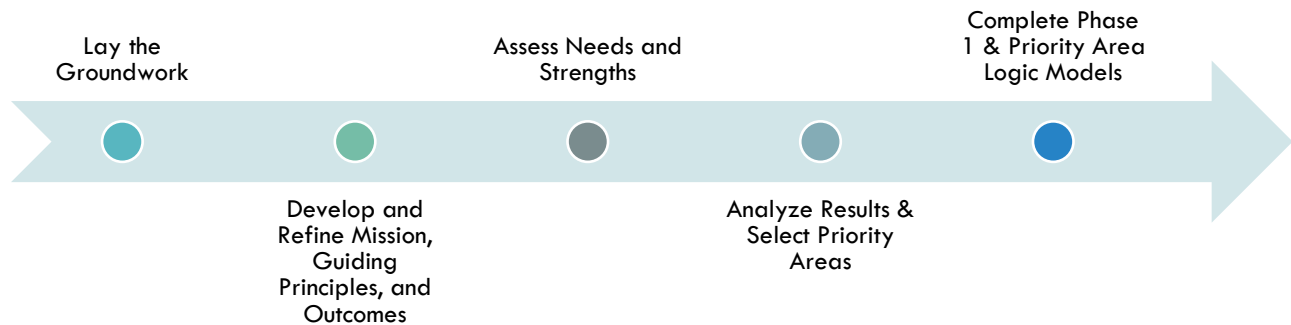 Lay the
Groundwork
Develop and
Refine Mission,
Guiding
Principles, and
Outcomes
Assess Needs and
Strengths
Analyze Results &
Select Priority
Areas
Complete Phase
1 & Priority Area
Logic Models